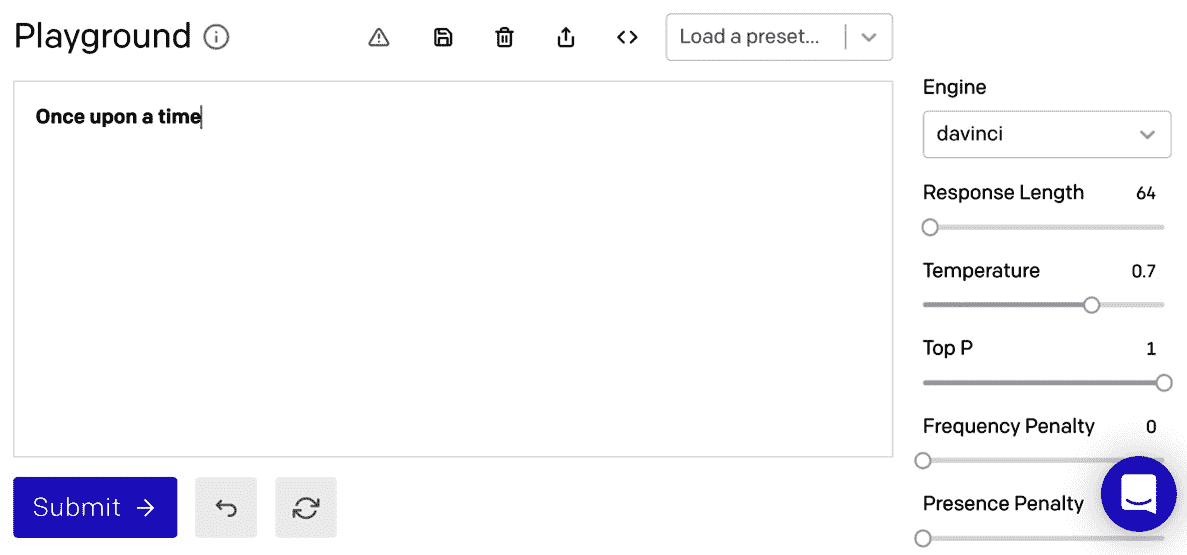 Playground
Load a preset...
Once upon a time
Submit
Engine
davinci
Response Length 64
Temperature 0.7
Top P 1
Frequency Penalty 0
Presence Penalty